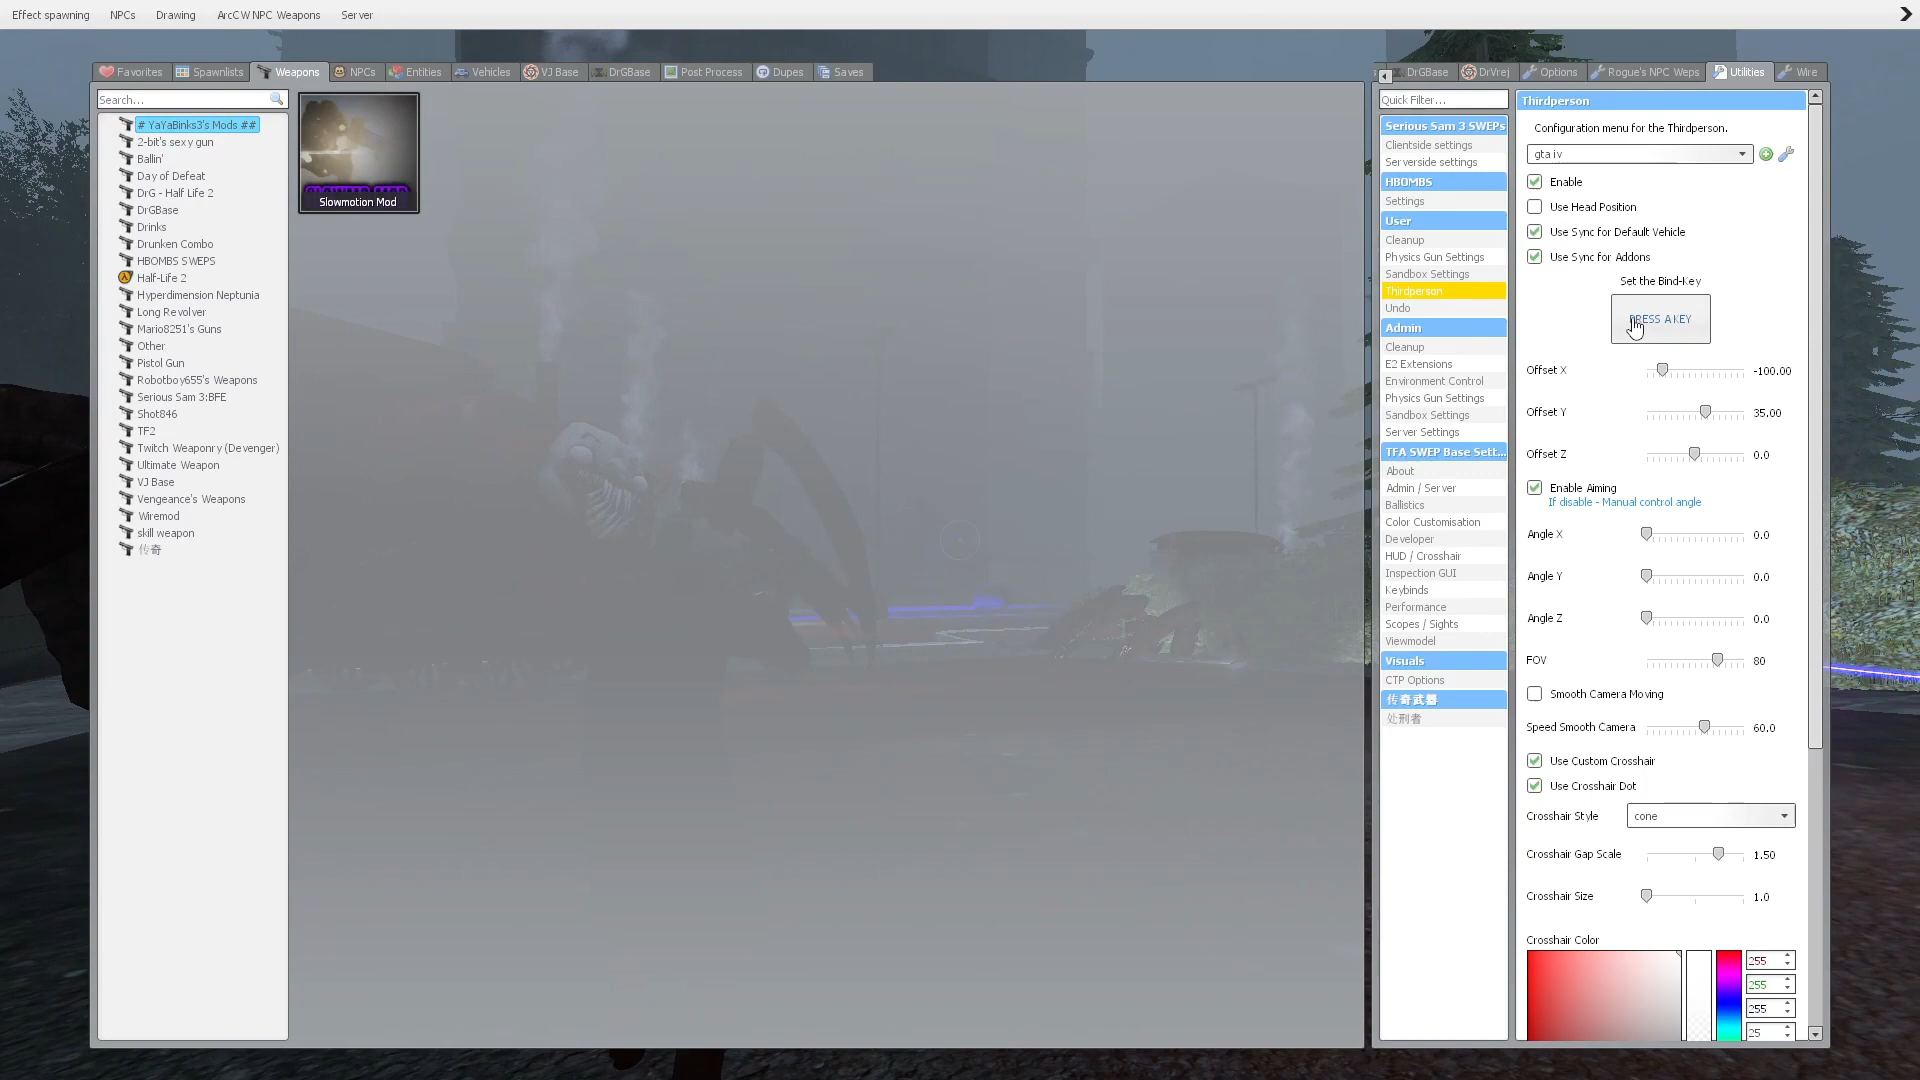 Effect spawning NPCs Drawing ArcCW NPC Weapons Server
Favorites Spawnlists Weapons NPCs Entities Vehicles VJ Base DrGBase Post Process Dupes Saves
Search...
# YaYaBinks3's Mods ##
2-bit's sexy gun
Ballin'
Day of Defeat
DrG - Half Life 2
DrGBase
Drinks
Drunken Combo
HBOMBS SWEPS
Half-Life 2
Hyperdimension Neptunia
Long Revolver
Mario8251's Guns
Other
Pistol Gun
Robotboy655's Weapons
Serious Sam 3:BFE
Shot846
TF2
Twitch Weaponry (Devenger)
Ultimate Weapon
VJ Base
Vengeance's Weapons
Wiremod
skill weapon
传奇
SLOWMO MOD
Slowmotion Mod
DrGBase DrVrej Options Rogue's NPC Weps Utilities Wire
Quick Filter...
Serious Sam 3 SWEPs
Clientside settings
Serverside settings
HBOMBS
Settings
User
Cleanup
Physics Gun Settings
Sandbox Settings
Thirdperson
Undo
Admin
Cleanup
E2 Extensions
Environment Control
Physics Gun Settings
Sandbox Settings
Server Settings
TFA SWEP Base Sett...
About
Admin / Server
Ballistics
Color Customisation
Developer
HUD / Crosshair
Inspection GUI
Keybinds
Performance
Scopes / Sights
Viewmodel
Visuals
CTP Options
传奇武器
处刑者
Thirdperson
Configuration menu for the Thirdperson.
gta iv
Enable
Use Head Position
Use Sync for Default Vehicle
Use Sync for Addons
Set the Bind-Key
PRESS A KEY
Offset X -100.00
Offset Y 35.00
Offset Z 0.0
Enable Aiming
If disable - Manual control angle
Angle X 0.0
Angle Y 0.0
Angle Z 0.0
FOV 80
Smooth Camera Moving
Speed Smooth Camera 60.0
Use Custom Crosshair
Use Crosshair Dot
Crosshair Style cone
Crosshair Gap Scale 1.50
Crosshair Size 1.0
Crosshair Color
255
255
255
25